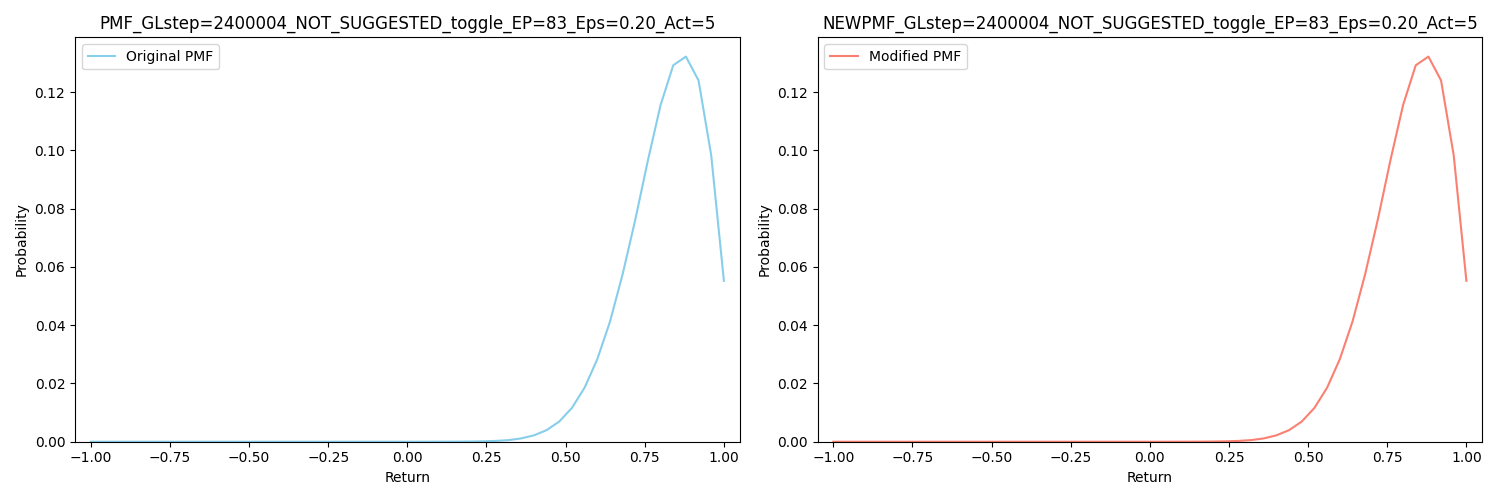 PMF_GLstep=2400004_NOT_SUGGESTED_toggle_EP=83_Eps=0.20_Act=5
Original PMF
0.12
0.10
0.08
0.06
0.04
0.02
0.00
Probability
−1.00 −0.75 −0.50 −0.25 0.00 0.25 0.50 0.75 1.00
Return
NEWPMF_GLstep=2400004_NOT_SUGGESTED_toggle_EP=83_Eps=0.20_Act=5
Modified PMF
0.12
0.10
0.08
0.06
0.04
0.02
0.00
Probability
−1.00 −0.75 −0.50 −0.25 0.00 0.25 0.50 0.75 1.00
Return